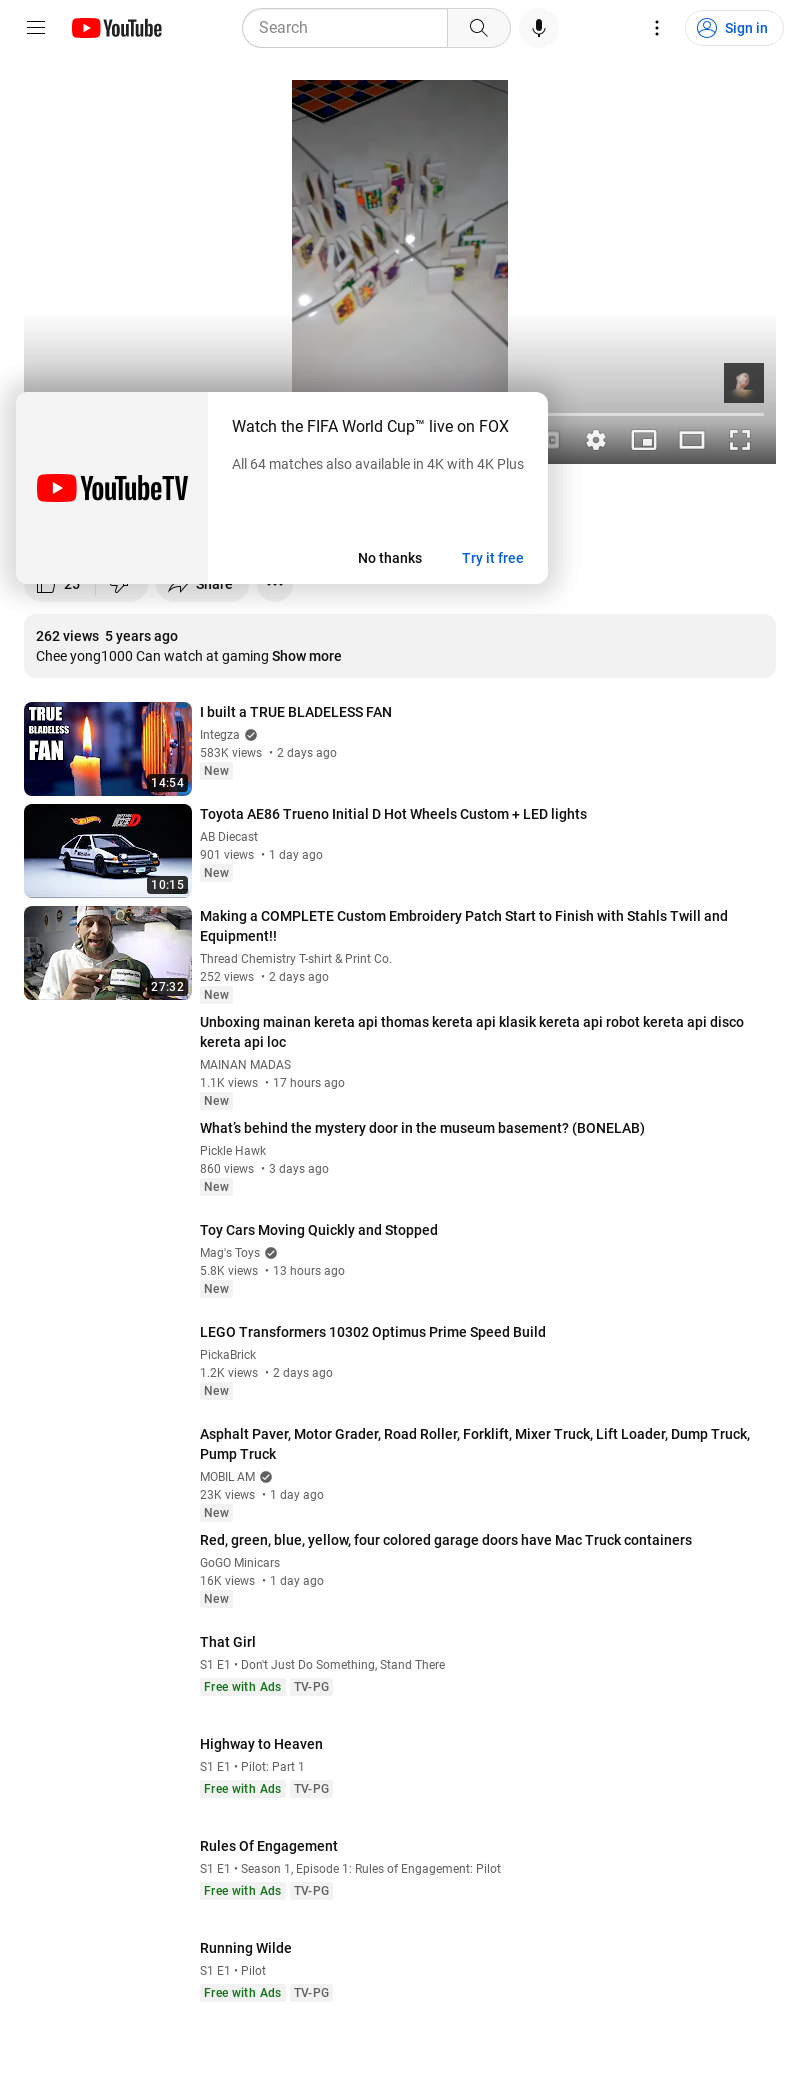 YouTube
Search
Sign in
Watch the FIFA World Cup™ live on FOX
All 64 matches also available in 4K with 4K Plus
YouTubeTV
No thanks
Try it free
25
Share
262 views 5 years ago
Chee yong1000 Can watch at gaming Show more
TRUE
BLADELESS
FAN
14:54
I built a TRUE BLADELESS FAN
Integza
583K views • 2 days ago
New
10:15
Toyota AE86 Trueno Initial D Hot Wheels Custom + LED lights
AB Diecast
901 views • 1 day ago
New
27:32
Making a COMPLETE Custom Embroidery Patch Start to Finish with Stahls Twill and
Equipment!!
Thread Chemistry T-shirt & Print Co.
252 views • 2 days ago
New
Unboxing mainan kereta api thomas kereta api klasik kereta api robot kereta api disco
kereta api loc
MAINAN MADAS
1.1K views • 17 hours ago
New
What's behind the mystery door in the museum basement? (BONELAB)
Pickle Hawk
860 views • 3 days ago
New
Toy Cars Moving Quickly and Stopped
Mag's Toys
5.8K views • 13 hours ago
New
LEGO Transformers 10302 Optimus Prime Speed Build
PickaBrick
1.2K views • 2 days ago
New
Asphalt Paver, Motor Grader, Road Roller, Forklift, Mixer Truck, Lift Loader, Dump Truck,
Pump Truck
MOBIL AM
23K views • 1 day ago
New
Red, green, blue, yellow, four colored garage doors have Mac Truck containers
GoGO Minicars
16K views • 1 day ago
New
That Girl
S1 E1 • Don't Just Do Something, Stand There
Free with Ads TV-PG
Highway to Heaven
S1 E1 • Pilot: Part 1
Free with Ads TV-PG
Rules Of Engagement
S1 E1 • Season 1, Episode 1: Rules of Engagement: Pilot
Free with Ads TV-PG
Running Wilde
S1 E1 • Pilot
Free with Ads TV-PG